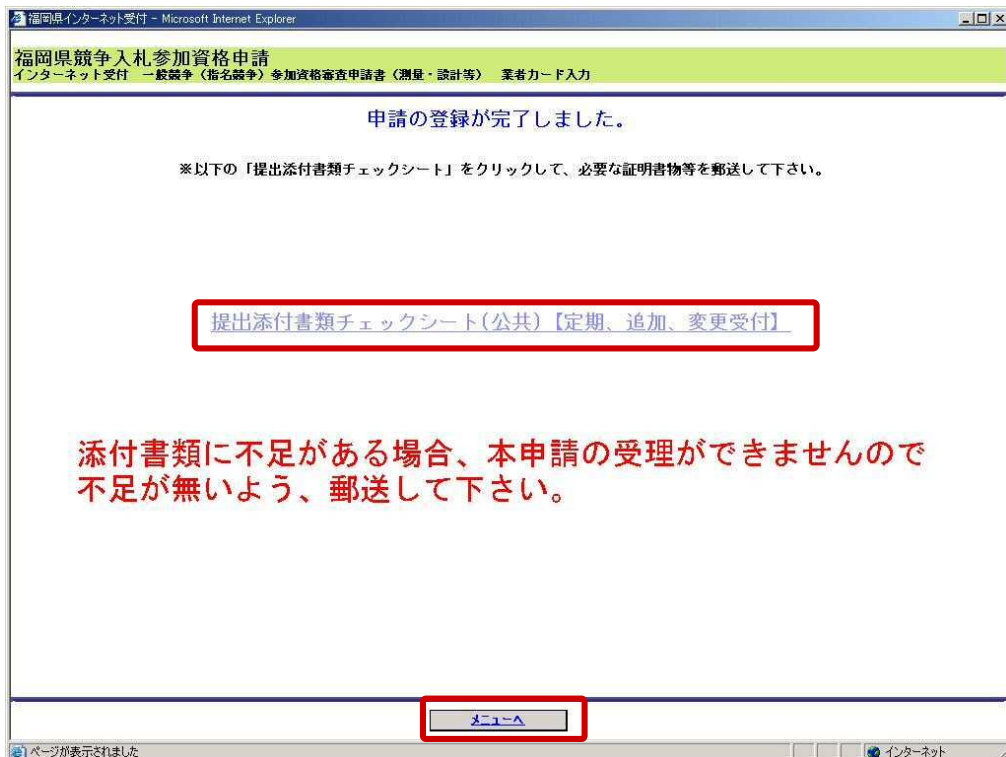 福岡県インターネット受付 - Microsoft Internet Explorer
福岡県競争入札参加資格申請
インターネット受付 一般競争(指名競争)参加資格審査申請書(測量・設計等) 業者カード入力
申請の登録が完了しました。
※以下の「提出添付書類チェックシート」をクリックして、必要な証明書物等を郵送して下さい。
提出添付書類チェックシート(公共)【定期、追加、変更受付】
添付書類に不足がある場合、本申請の受理ができませんので
不足が無いよう、郵送して下さい。
メニューへ
ページが表示されました
インターネット